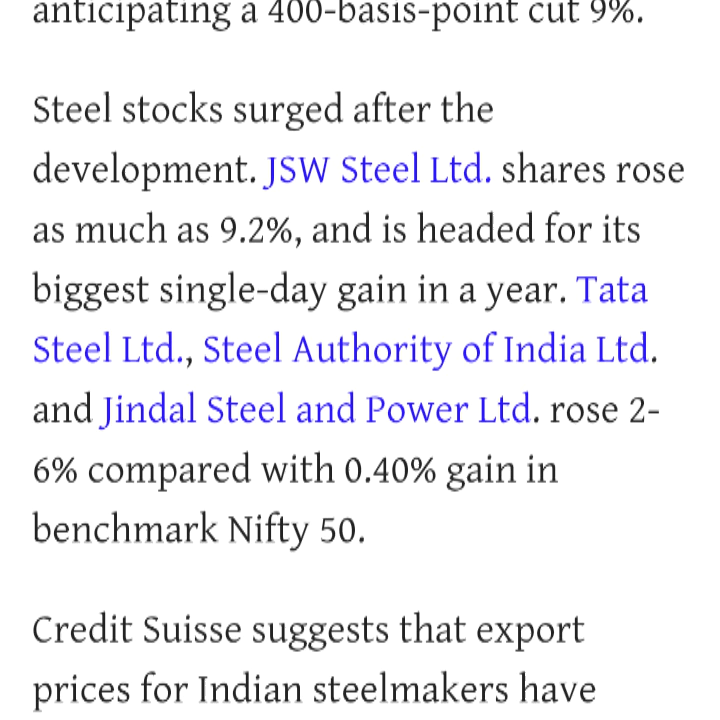 anticipating a 400-basis-point cut 9%.
Steel stocks surged after the
development. JSW Steel Ltd. shares rose
as much as 9.2%, and is headed for its
biggest single-day gain in a year. Tata
Steel Ltd., Steel Authority of India Ltd.
and Jindal Steel and Power Ltd. rose 2-
6% compared with 0.40% gain in
benchmark Nifty 50.
Credit Suisse suggests that export
prices for Indian steelmakers have